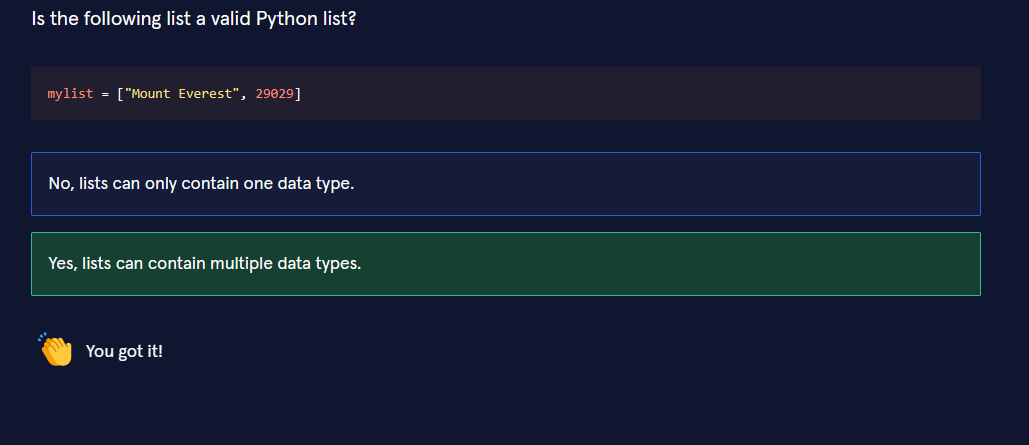 Is the following list a valid Python list?
mylist = ["Mount Everest", 29029]
No, lists can only contain one data type.
Yes, lists can contain multiple data types.
You got it!